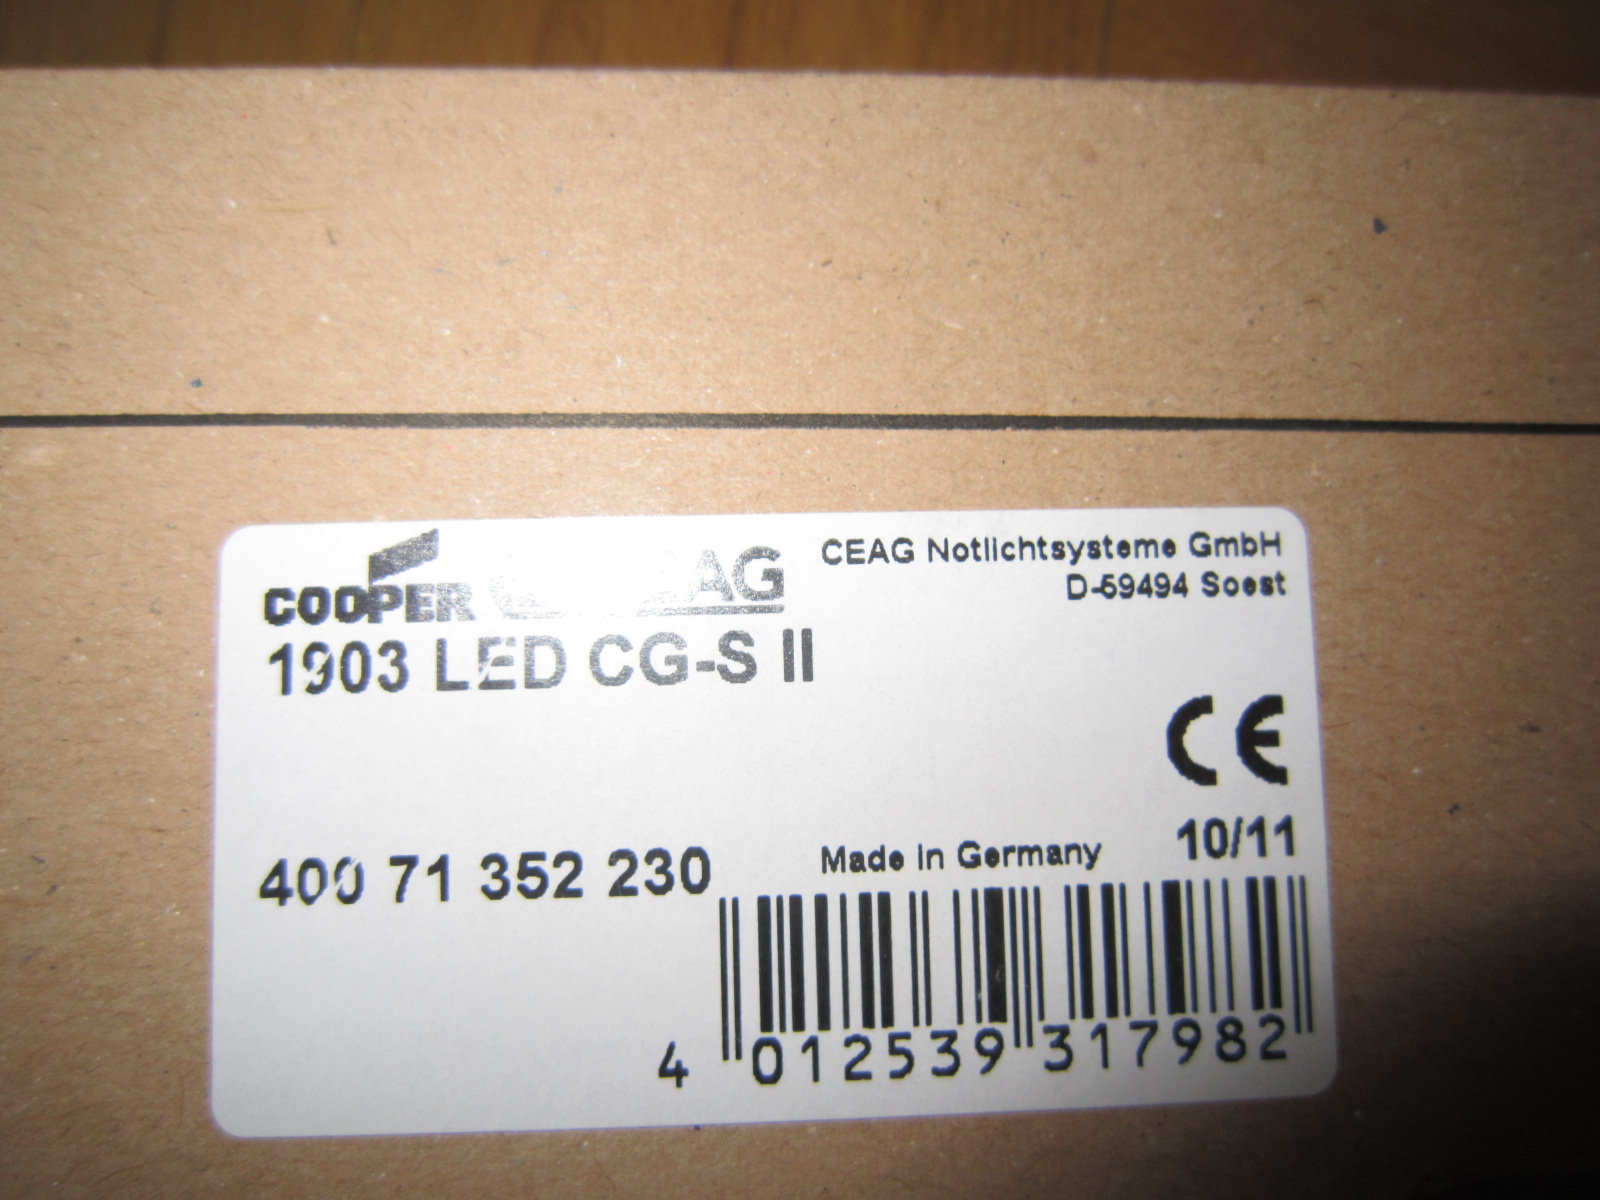 COOPER
CEAG Notlichtsysteme GmbH
D-59494 Soest
1903 LED CG-S II
CE
400 71 352 230
Made in Germany
10/11
4 012539 317982